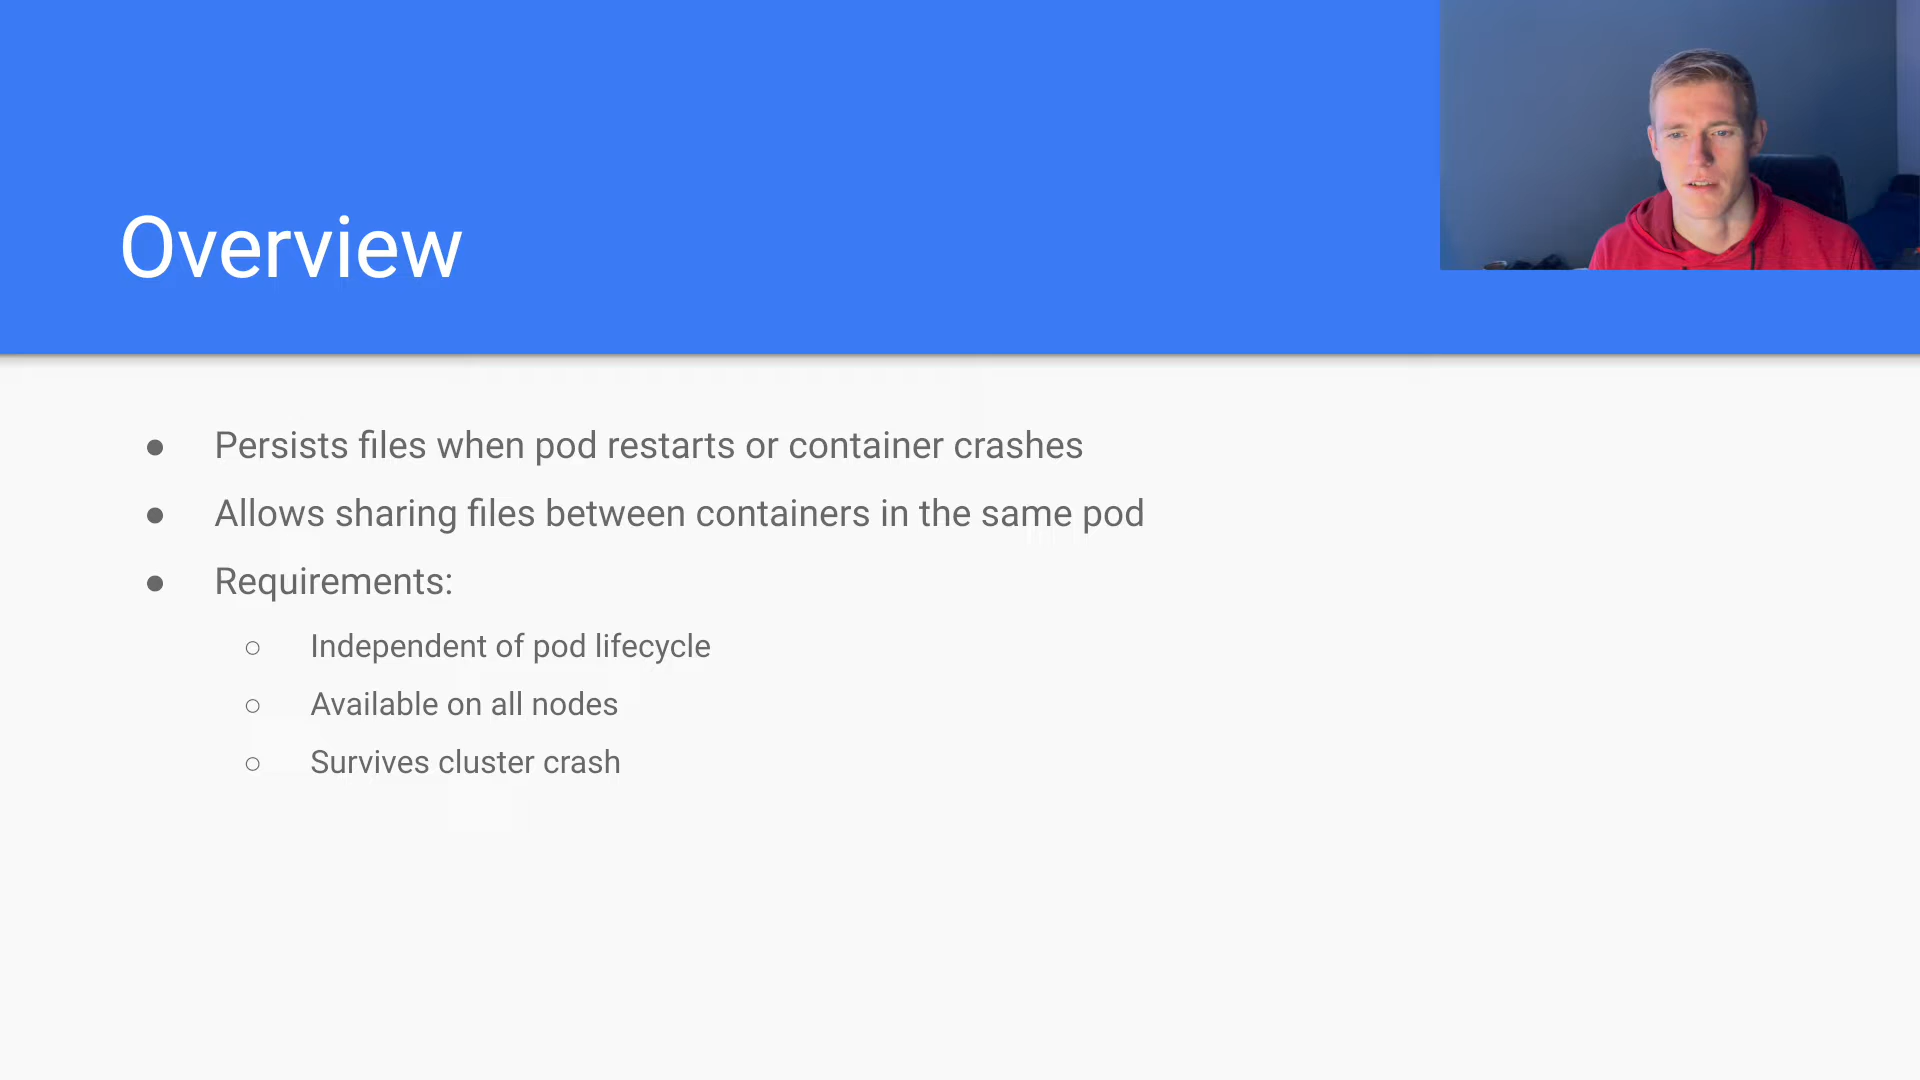 Overview
● Persists files when pod restarts or container crashes
● Allows sharing files between containers in the same pod
● Requirements:
○ Independent of pod lifecycle
○ Available on all nodes
○ Survives cluster crash